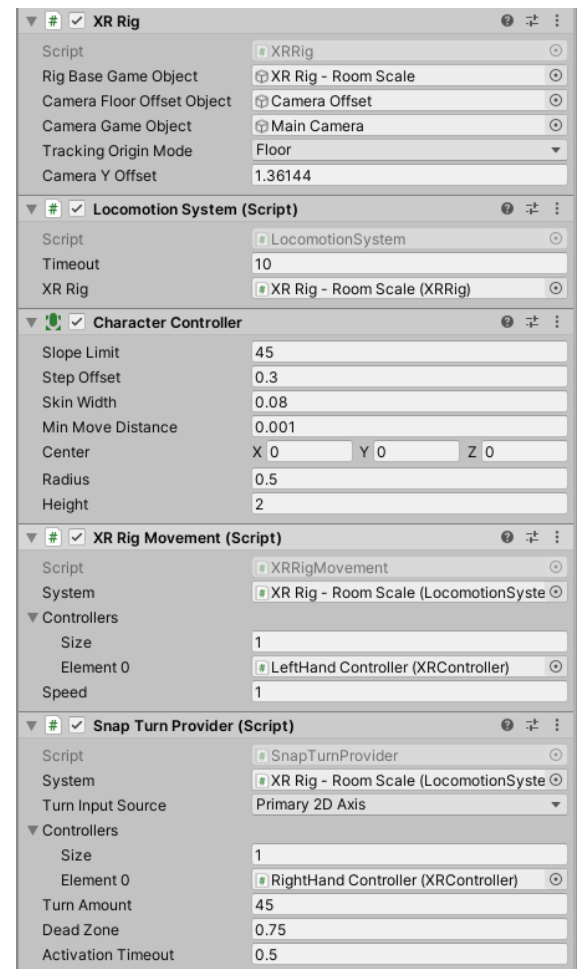 XR Rig
Script XRRig
Rig Base Game Object XR Rig - Room Scale
Camera Floor Offset Object Camera Offset
Camera Game Object Main Camera
Tracking Origin Mode Floor
Camera Y Offset 1.36144
Locomotion System (Script)
Script LocomotionSystem
Timeout 10
XR Rig XR Rig - Room Scale (XRRig)
Character Controller
Slope Limit 45
Step Offset 0.3
Skin Width 0.08
Min Move Distance 0.001
Center X 0 Y 0 Z 0
Radius 0.5
Height 2
XR Rig Movement (Script)
Script XRRigMovement
System XR Rig - Room Scale (LocomotionSyste
Controllers
Size 1
Element 0 LeftHand Controller (XRController)
Speed 1
Snap Turn Provider (Script)
Script SnapTurnProvider
System XR Rig - Room Scale (LocomotionSyste
Turn Input Source Primary 2D Axis
Controllers
Size 1
Element 0 RightHand Controller (XRController)
Turn Amount 45
Dead Zone 0.75
Activation Timeout 0.5